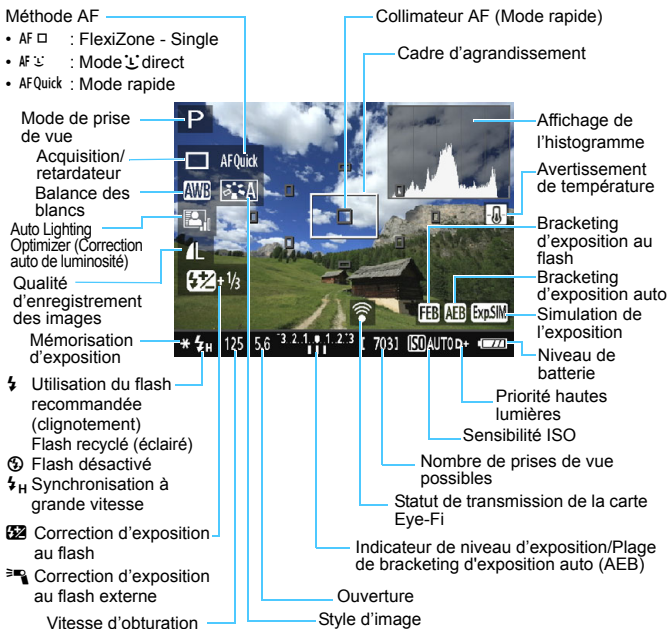 Méthode AF
• AF □ : FlexiZone - Single
• AF : Mode direct
• AFQuick : Mode rapide
Mode de prise
de vue
Acquisition/
retardateur
Balance des
blancs
Auto Lighting
Optimizer (Correction
auto de luminosité)
Qualité
d'enregistrement
des images
Mémorisation
d'exposition
Utilisation du flash
recommandée
(clignotement)
Flash recyclé (éclairé)
Flash désactivé
H Synchronisation à
grande vitesse
Correction d'exposition
au flash
Correction d'exposition
au flash externe
Vitesse d'obturation
Collimateur AF (Mode rapide)
Cadre d'agrandissement
P
AFQuick
AWB
A
L
+1/3
FEB AEB Exp.SIM
* H 125 5.6 -3..2..1..0..1..2.:3 [ 703] ISO AUTO D+
Affichage de
l'histogramme
Avertissement
de température
Bracketing
d'exposition au
flash
Bracketing
d'exposition auto
Simulation de
l'exposition
Niveau de
batterie
Priorité hautes
lumières
Sensibilité ISO
Nombre de prises de vue
possibles
Statut de transmission de la carte
Eye-Fi
Indicateur de niveau d'exposition/Plage
de bracketing d'exposition auto (AEB)
Ouverture
Style d'image